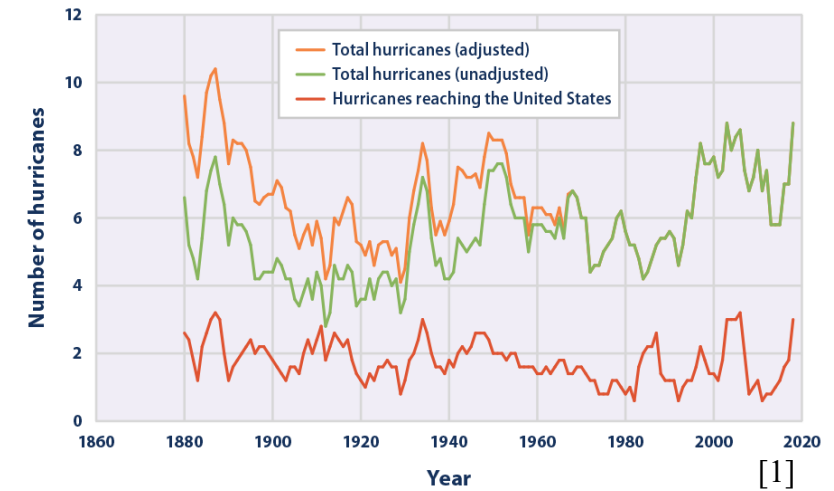 12
10
8
6
4
2
0
Number of hurricanes
Total hurricanes (adjusted)
Total hurricanes (unadjusted)
Hurricanes reaching the United States
1860 1880 1900 1920 1940 1960 1980 2000 2020
Year
[1]